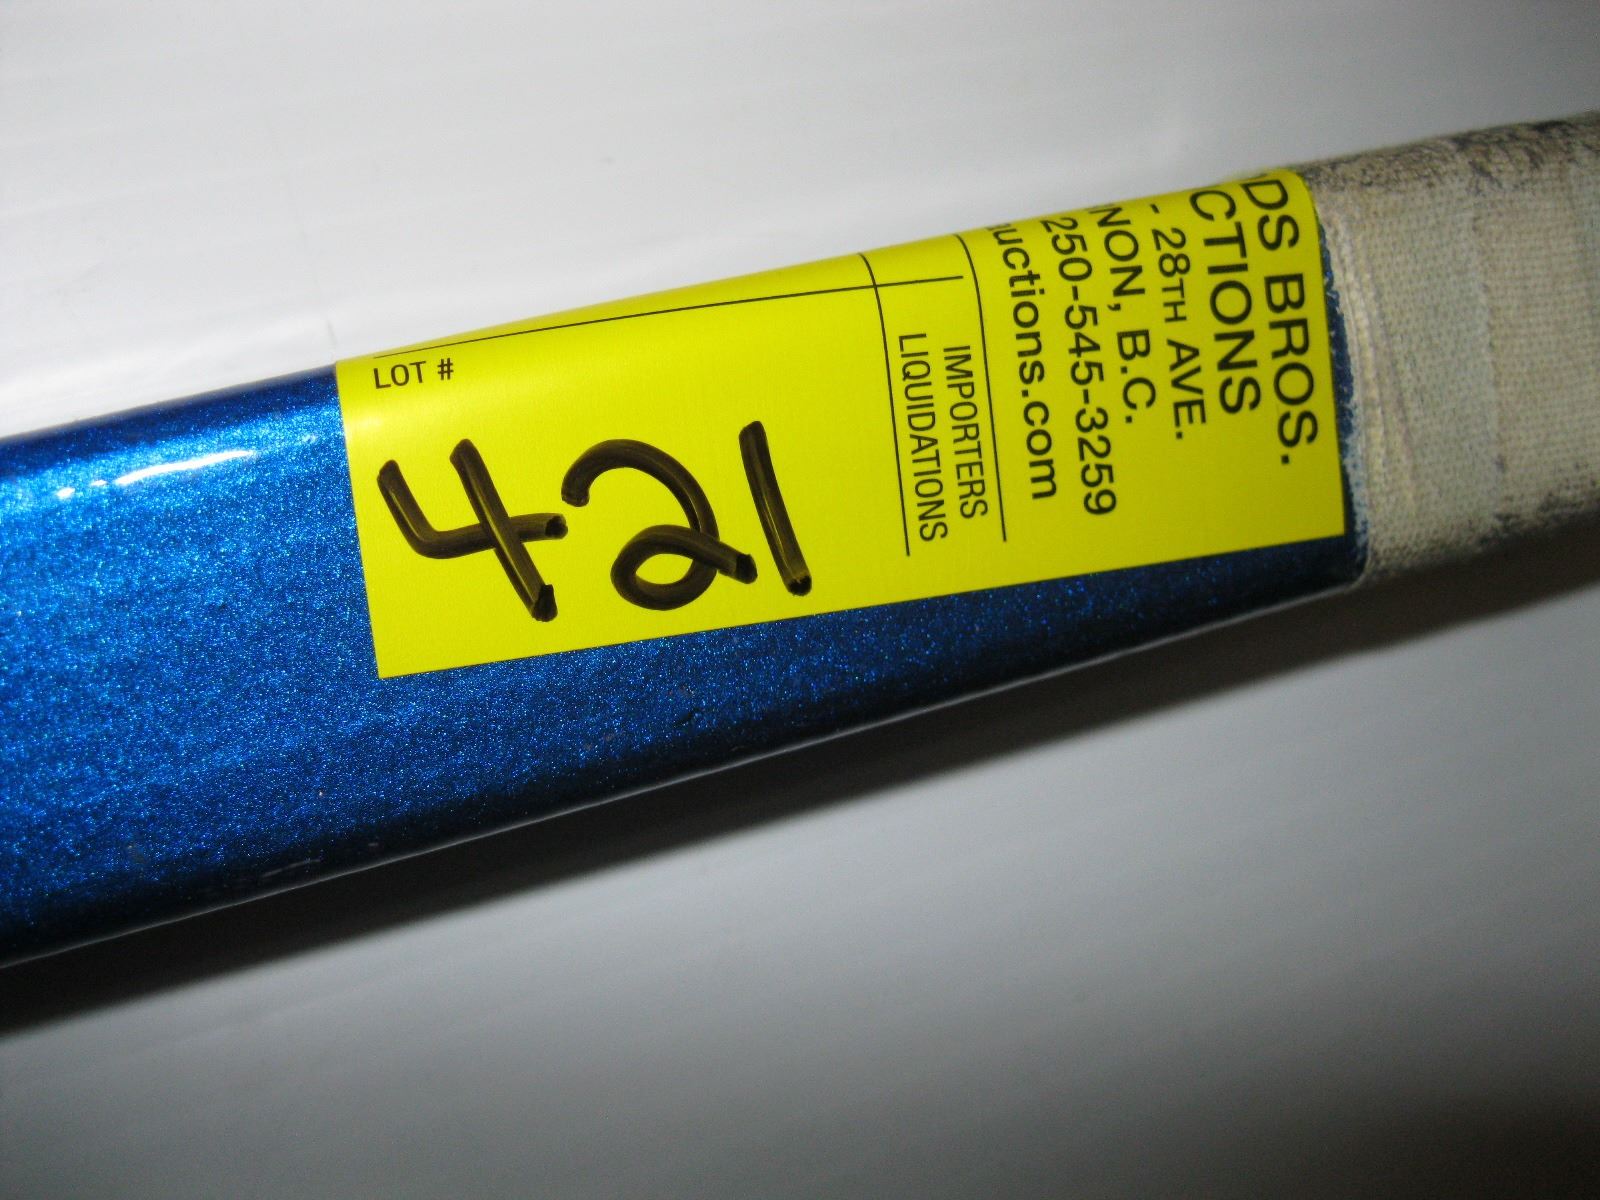 DS BROS.
CTIONS
- 28TH AVE.
NON, B.C.
250-545-3259
uctions.com
IMPORTERS
LIQUIDATIONS
LOT #
421